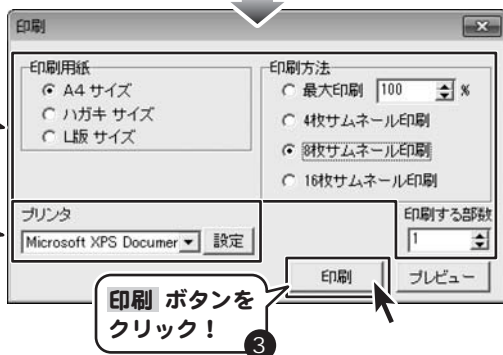 印刷
印刷用紙
A4 サイズ
ハガキ サイズ
L版 サイズ
印刷方法
最大印刷 100 %
4枚サムネール印刷
8枚サムネール印刷
16枚サムネール印刷
プリンタ
Microsoft XPS Documer 設定
印刷する部数
1
印刷 プレビュー
印刷 ボタンを
クリック！
3